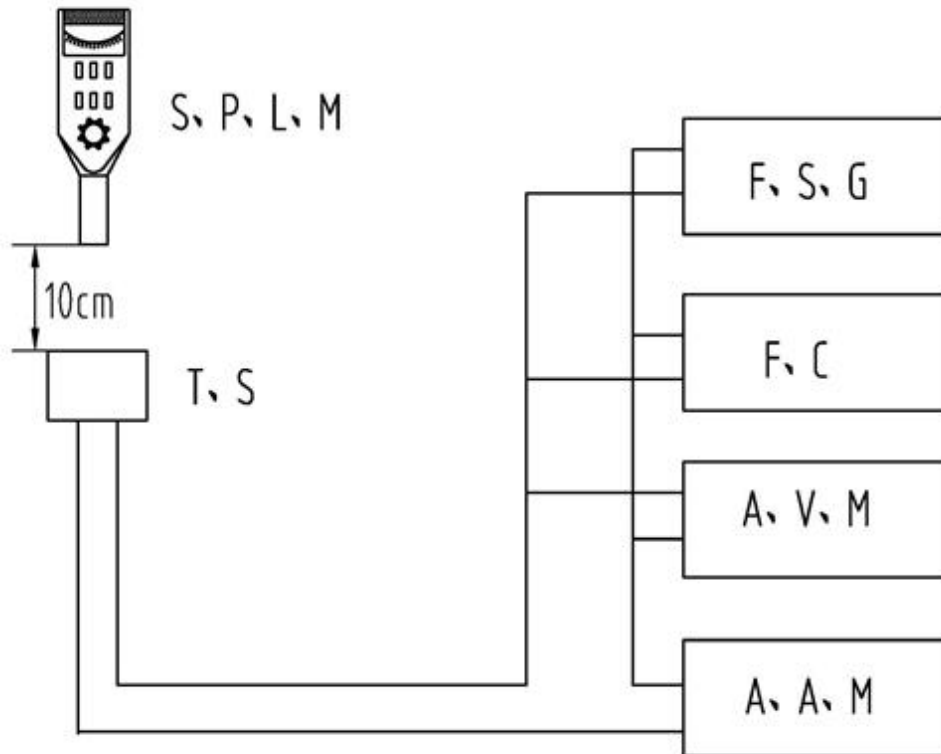 S、P、L、M
F、S、G
10cm
F、C
T、S
A、V、M
A、A、M